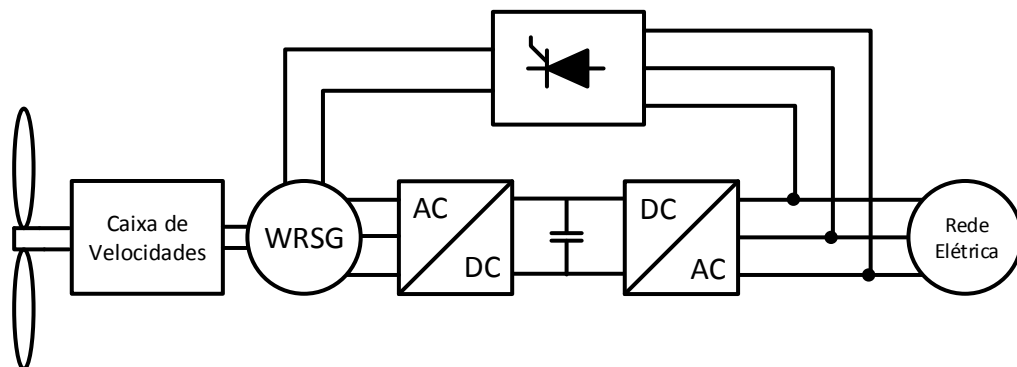 Caixa de
Velocidades
WRSG
AC
DC
DC
AC
Rede
Elétrica